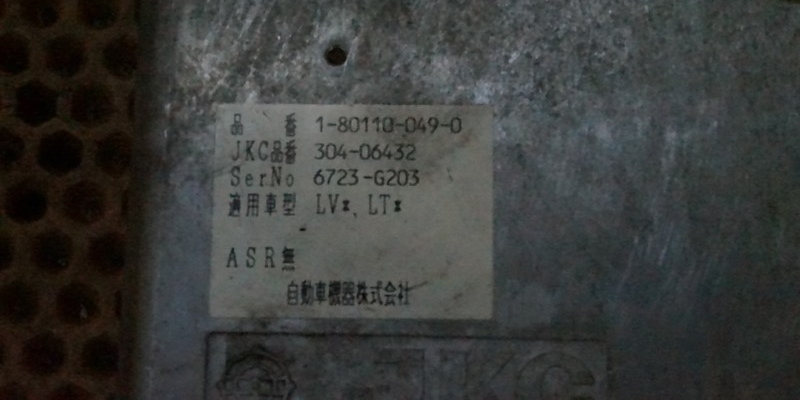 品　番 1-80110-049-0
JKC品番 304-06432
SerNo 6723-G203
適用車型 LV*, LT*
ASR無
自動車機器株式会社
JKC